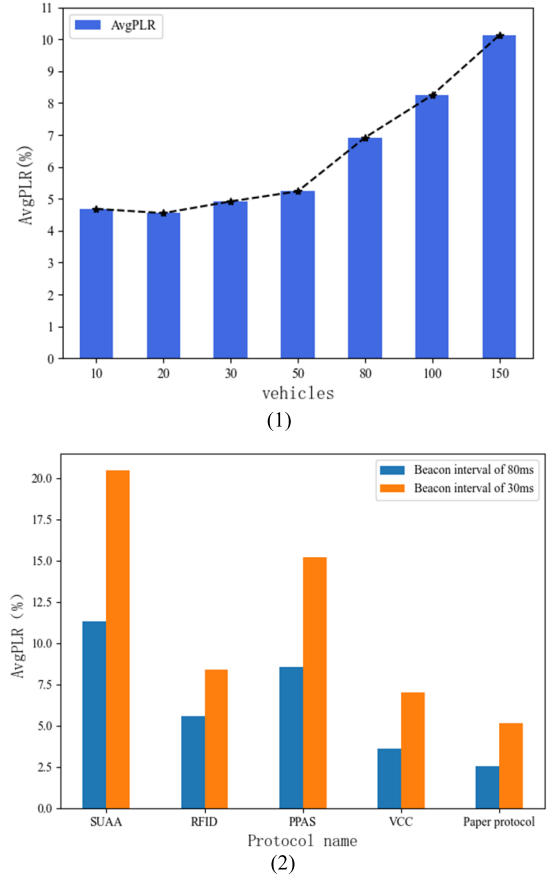 11
10
9
8
7
6
5
4
3
2
1
0
AvgPLR(%)
AvgPLR
10 20 30 50 80 100 150
vehicles
(1)
20.0
17.5
15.0
12.5
10.0
7.5
5.0
2.5
0.0
AvgPLR (%)
Beacon interval of 80ms
Beacon interval of 30ms
SUAA RFID PPAS VCC Paper protocol
Protocol name
(2)